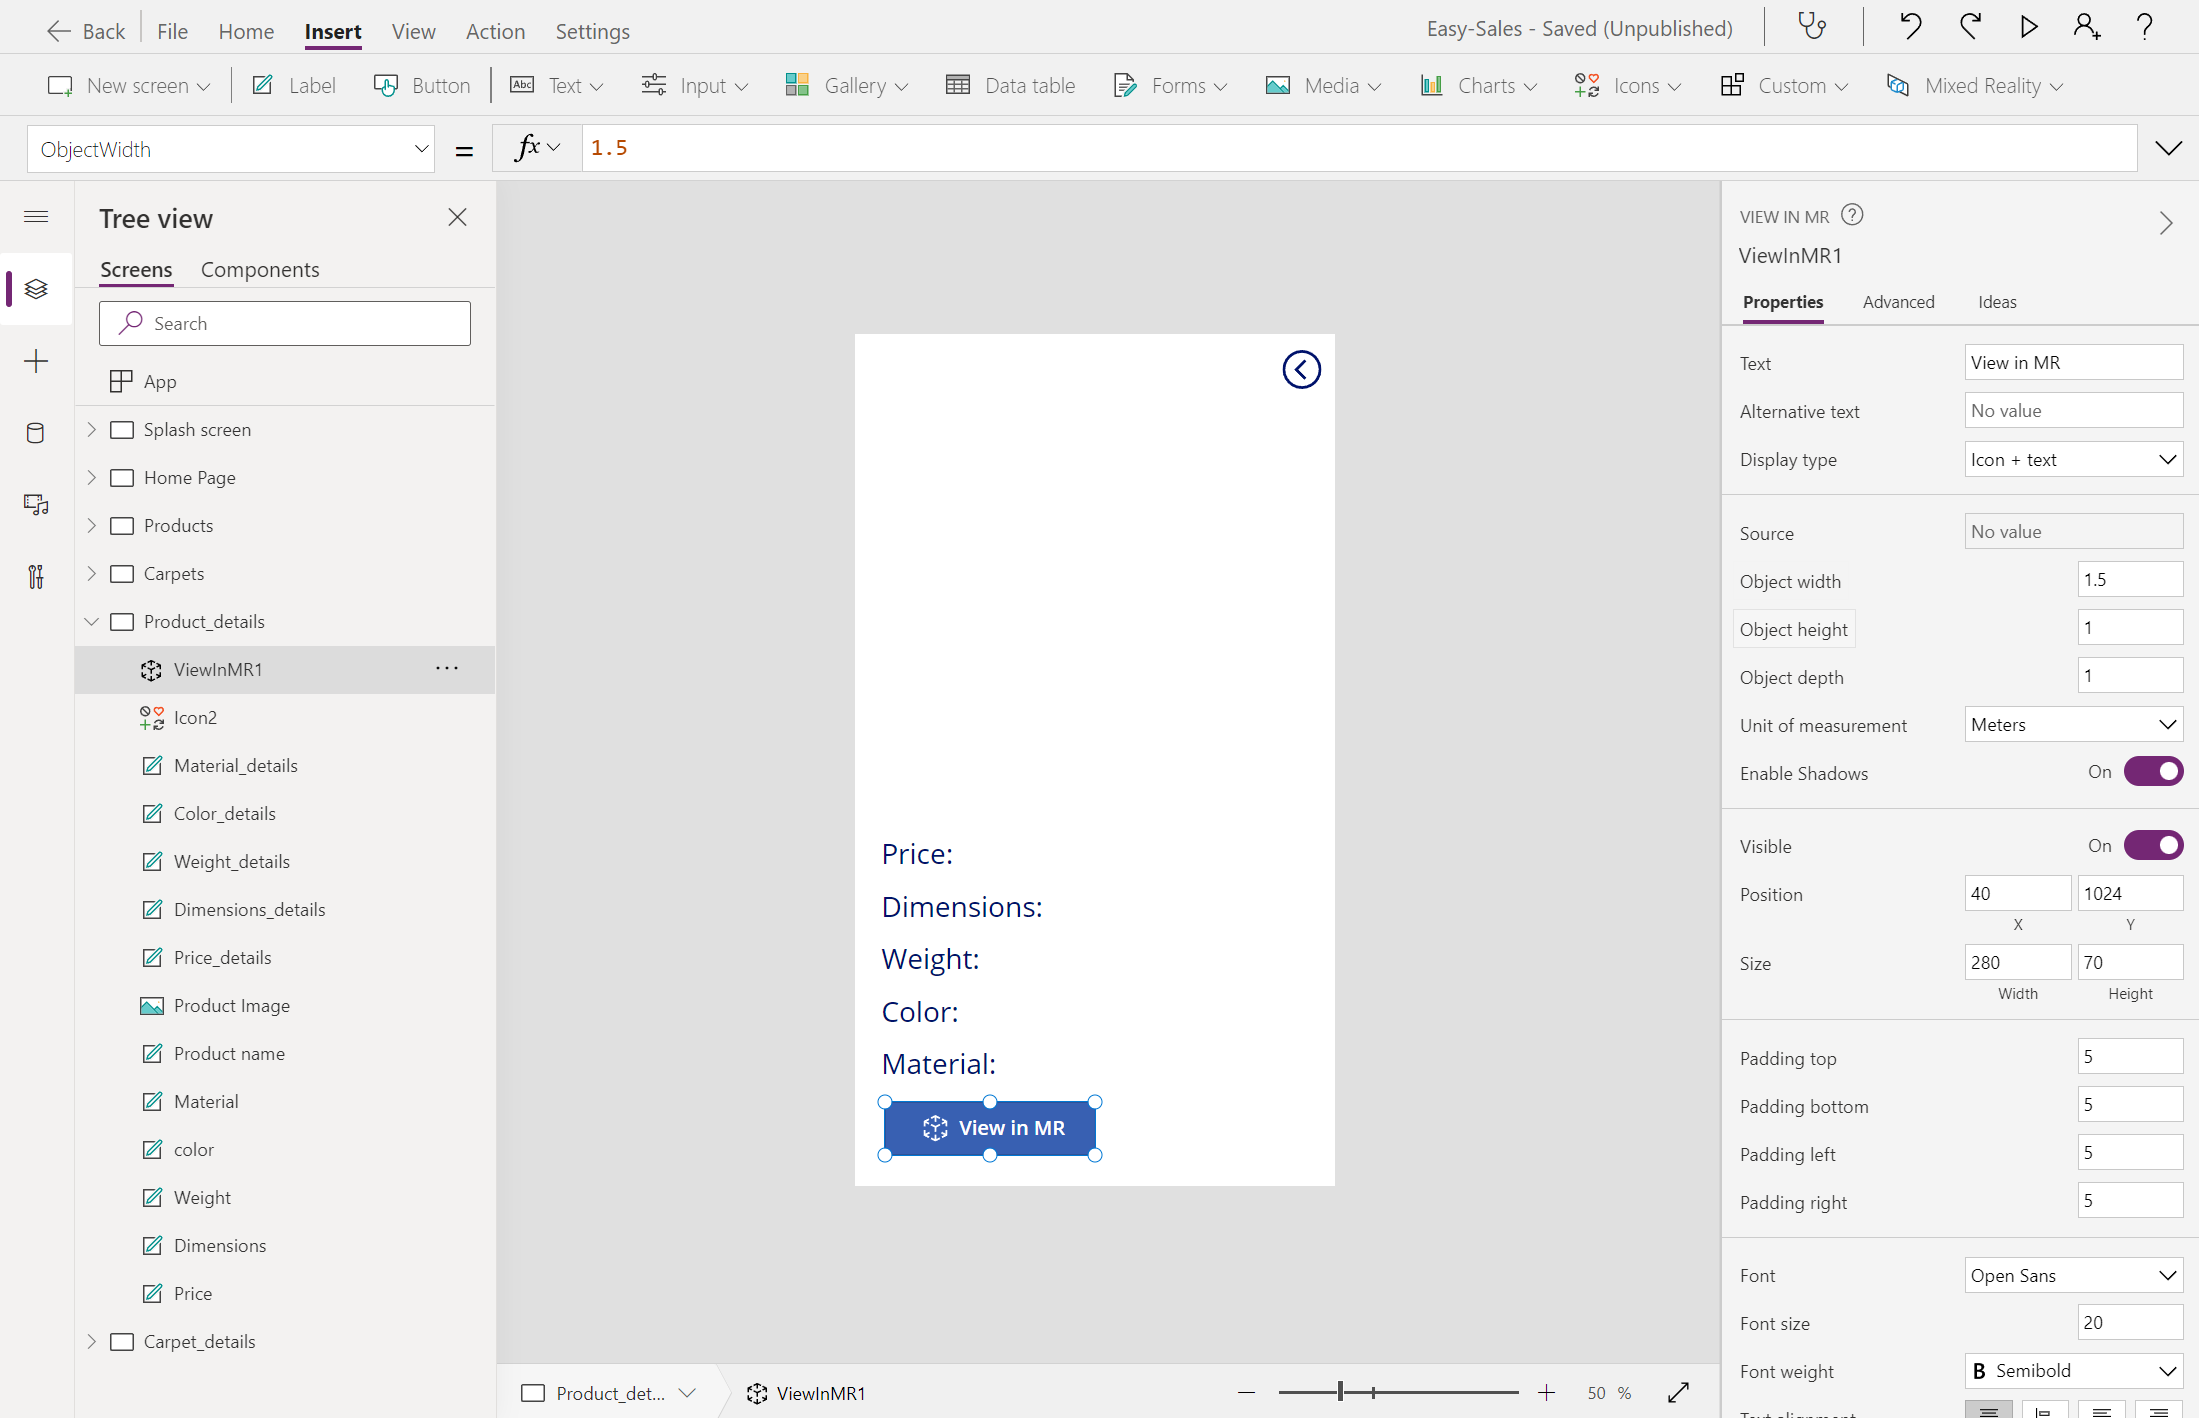 Back File Home Insert View Action Settings Easy-Sales - Saved (Unpublished)
New screen Label Button Abc Text Input Gallery Data table Forms Media Charts Icons Custom Mixed Reality
ObjectWidth = fx 1.5
Tree view
Screens Components
Search
App
Splash screen
Home Page
Products
Carpets
Product_details
ViewInMR1 ...
Icon2
Material_details
Color_details
Weight_details
Dimensions_details
Price_details
Product Image
Product name
Material
color
Weight
Dimensions
Price
Carpet_details
Price:
Dimensions:
Weight:
Color:
Material:
View in MR
Product_det... ViewInMR1 50 %
VIEW IN MR ?
ViewInMR1
Properties Advanced Ideas
Text View in MR
Alternative text No value
Display type Icon + text
Source No value
Object width 1.5
Object height 1
Object depth 1
Unit of measurement Meters
Enable Shadows On
Visible On
Position 40 1024
X Y
Size 280 70
Width Height
Padding top 5
Padding bottom 5
Padding left 5
Padding right 5
Font Open Sans
Font size 20
Font weight B Semibold
Text alignment